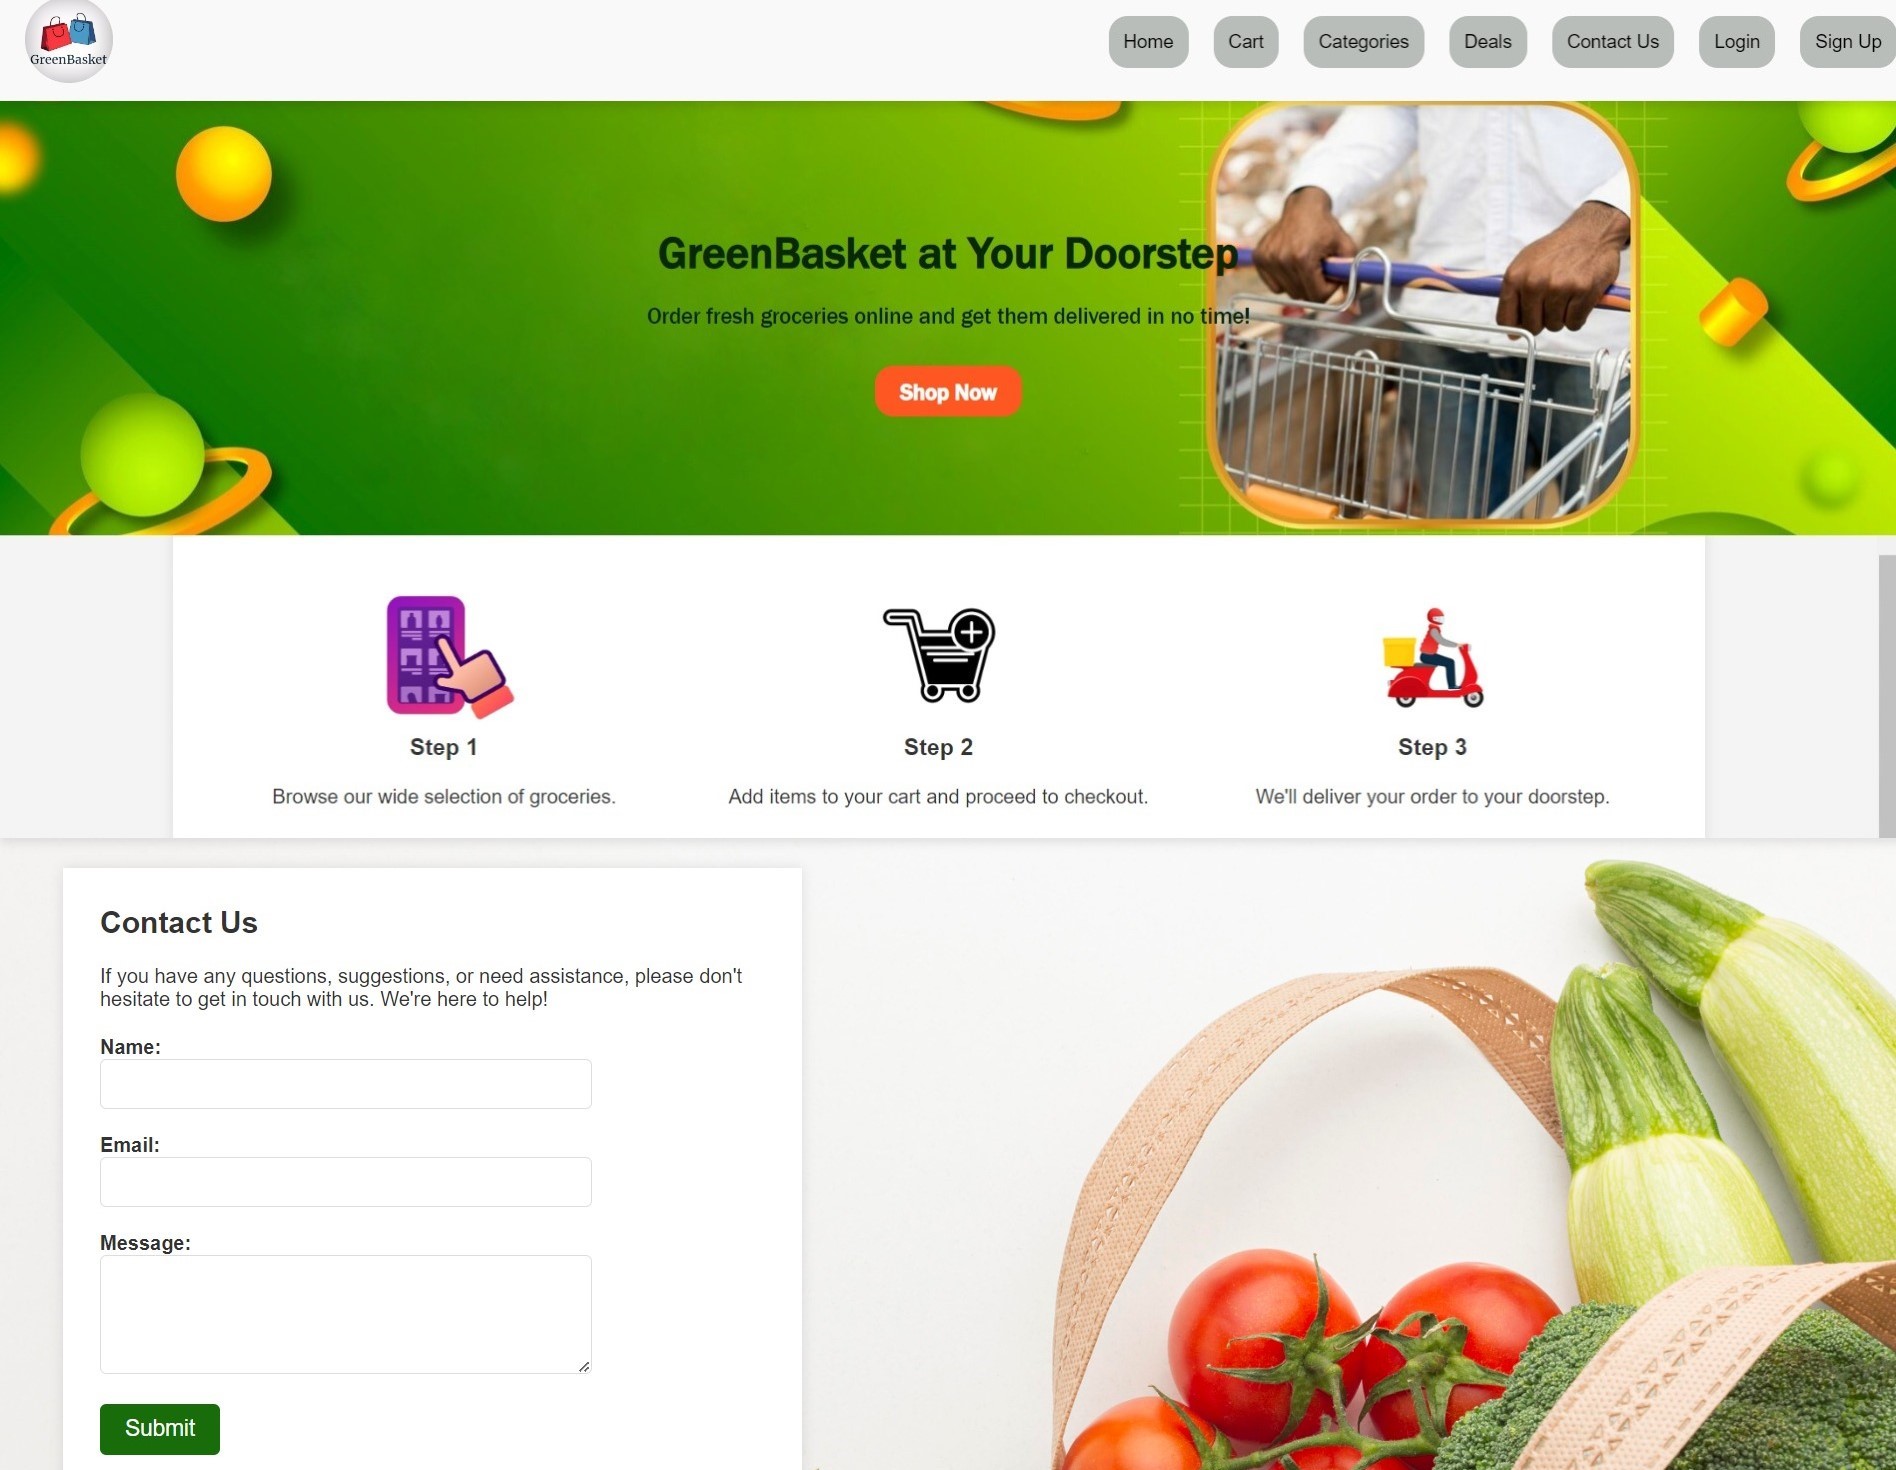 GreenBasket
Home
Cart
Categories
Deals
Contact Us
Login
Sign Up
GreenBasket at Your Doorstep
Order fresh groceries online and get them delivered in no time!
Shop Now
Step 1
Step 2
Step 3
Browse our wide selection of groceries.
Add items to your cart and proceed to checkout.
We'll deliver your order to your doorstep.
Contact Us
If you have any questions, suggestions, or need assistance, please don't
hesitate to get in touch with us. We're here to help!
Name:
Email:
Message:
Submit